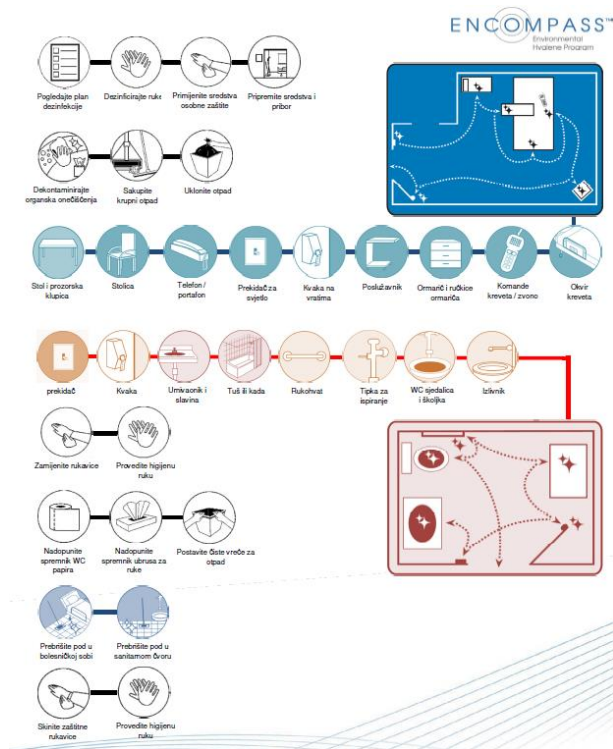 ENCOMPASS™
Environmental
Hygiene Program
Pogledajte plan
dezinfekcije
Dezinficirajte ruke
Primijenite sredstva
osobne zaštite
Pripremite sredstva i
pribor
Dekontaminirajte
organska onečišćenja
Sakupite
krupni otpad
Uklonite otpad
Stol i prozorska
klupica
Stolica
Telefon /
portafon
Prekidač za
svjetlo
Kvaka na
vratima
Poslužavnik
Ormarić i ručkice
ormarića
Komande
kreveta / zvono
Okvir
kreveta
prekidač
Kvaka
Umivaonik i
slavina
Tuš ili kada
Rukohvat
Tipka za
ispiranje
WC sjedalica
i školjka
Izlivnik
Zamijenite rukavice
Provedite higijenu
ruku
Nadopunite
spremnik WC
papira
Nadopunite
spremnik ubrusa za
ruke
Postavite čiste vreće za
otpad
Prebrišite pod u
bolesničkoj sobi
Prebrišite pod u
sanitarnom čvoru
Skinite zaštitne
rukavice
Provedite higijenu
ruku